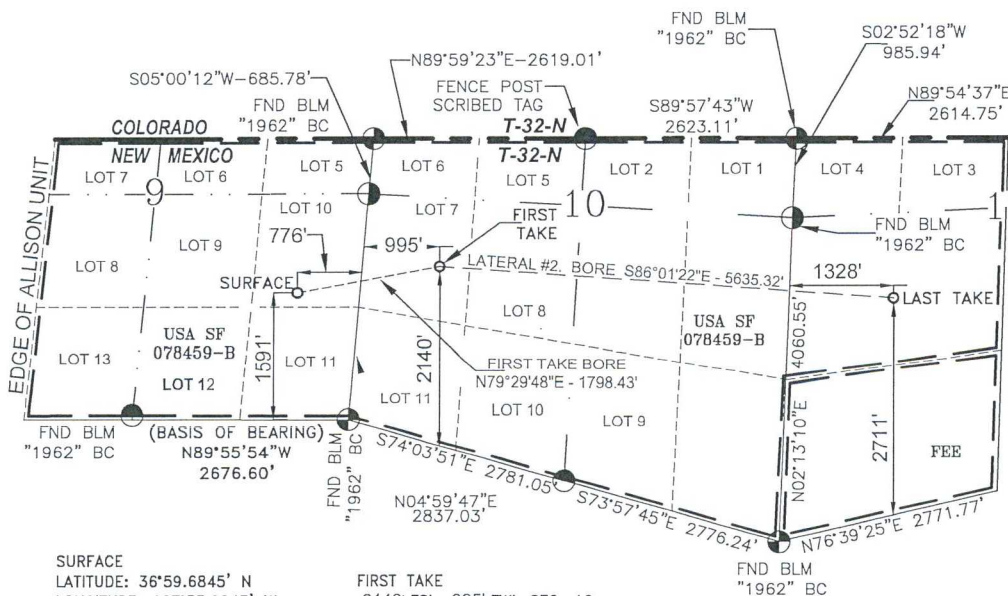 FND BLM
"1962" BC
S02°52'18"W
985.94'
N89°59'23"E-2619.01'
S05°00'12"W-685.78'
FND BLM
"1962" BC
FENCE POST
SCRIBED TAG
S89°57'43"W
2623.11'
N89°54'37"E
2614.75'
COLORADO
T-32-N
NEW MEXICO
T-32-N
LOT 7
LOT 6
LOT 5
LOT 6
LOT 5
LOT 2
LOT 1
LOT 4
LOT 3
9
10
1
EDGE OF ALLISON UNIT
LOT 10
LOT 7
FIRST
TAKE
FND BLM
"1962" BC
LOT 9
776'
995'
LOT 8
SURFACE
LATERAL #2. BORE S86°01'22"E - 5635.32'
1328'
LAST TAKE
LOT 8
USA SF
078459-B
USA SF
078459-B
LOT 13
LOT 12
1591'
LOT 11
2140'
FIRST TAKE BORE
N79°29'48"E - 1798.43'
4060.55'
N02°13'10"E
2711'
LOT 11
LOT 10
LOT 9
FEE
FND BLM
"1962" BC
(BASIS OF BEARING)
N89°55'54"W
2676.60'
FND BLM
"1962" BC
S74°03'51"E 2781.05'
N04°59'47"E
2837.03'
S73°57'45"E 2776.24'
N76°39'25"E 2771.77'
FND BLM
"1962" BC
SURFACE
LATITUDE: 36°59.6845' N
FIRST TAKE